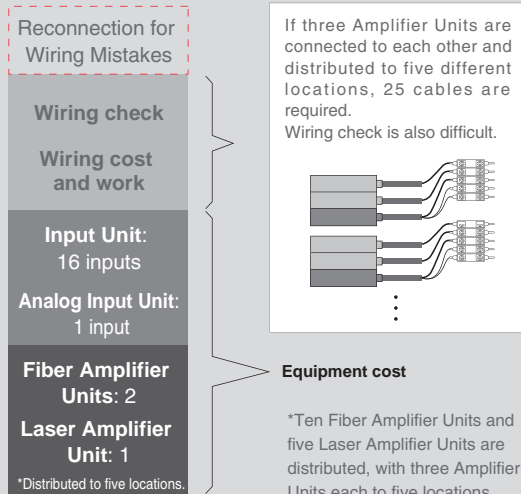 Reconnection for
Wiring Mistakes
Wiring check
Wiring cost
and work
Input Unit:
16 inputs
Analog Input Unit:
1 input
Fiber Amplifier
Units: 2
Laser Amplifier
Unit: 1
*Distributed to five locations.
If three Amplifier Units are
connected to each other and
distributed to five different
locations, 25 cables are
required.
Wiring check is also difficult.
Equipment cost
*Ten Fiber Amplifier Units and
five Laser Amplifier Units are
distributed, with three Amplifier
Units each to five locations